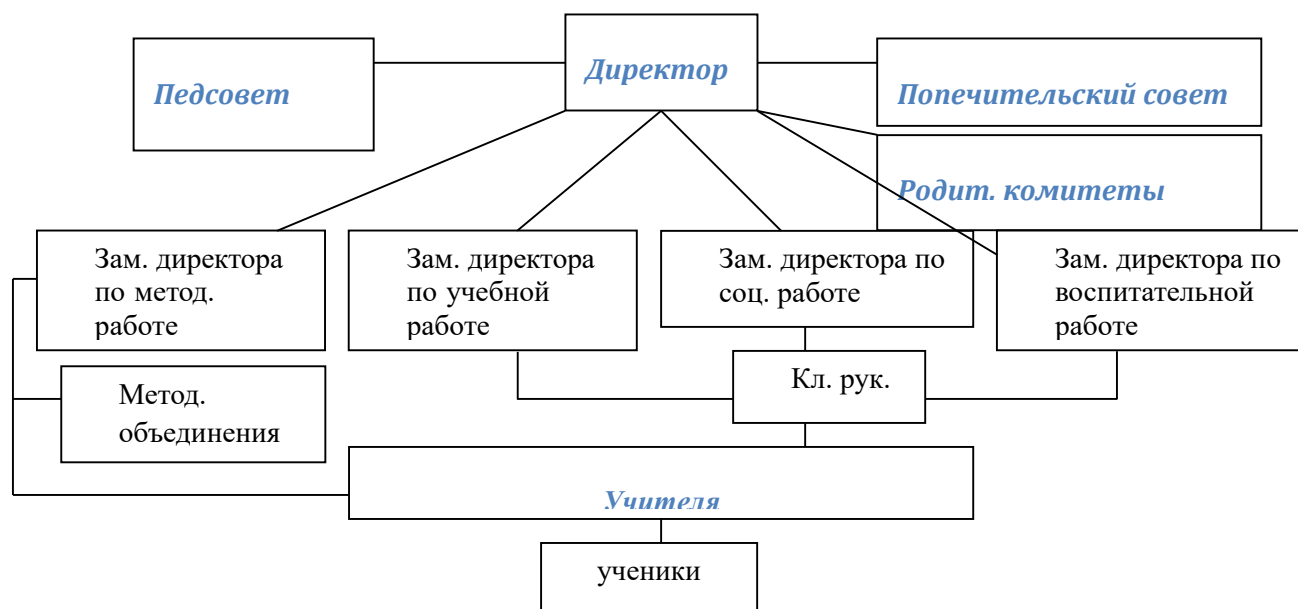 Педсовет
Директор
Попечительский совет
Родит. комитеты
Зам. директора
по метод.
работе
Зам. директора
по учебной
работе
Зам. директора по
соц. работе
Зам. директора по
воспитательной
работе
Метод.
объединения
Кл. рук.
Учителя
ученики